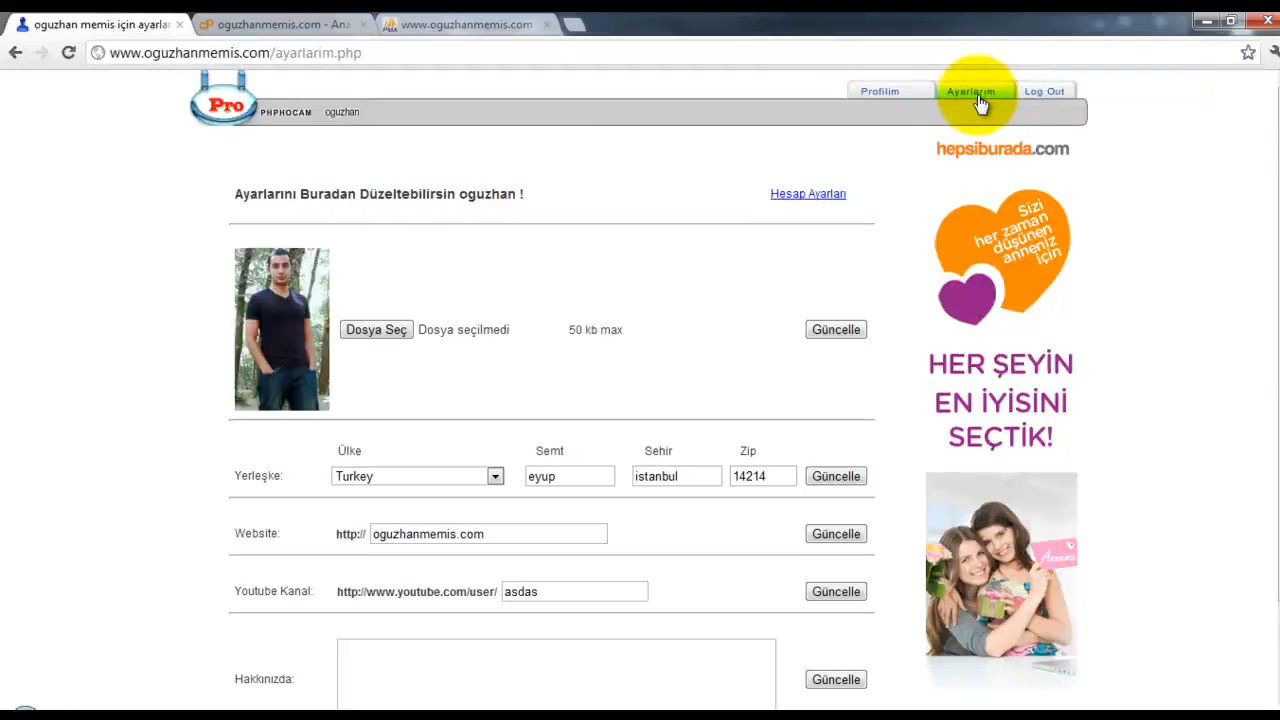 oguzhan memis için ayarlar
oguzhanmemis.com - Ana
www.oguzhanmemis.com
www.oguzhanmemis.com/ayarlarim.php
Profilim Ayarlarım Log Out
Pro PHPHOCAM oguzhan
hepsiburada.com
Ayarlarını Buradan Düzeltebilirsin oguzhan ! Hesap Ayarları
Sizi
her zaman
düşünen
anneniz
için
Dosya Seç Dosya seçilmedi 50 kb max Güncelle
HER ŞEYİN
EN İYİSİNİ
SEÇTİK!
Ülke Semt Sehir Zip
Yerleşke: Turkey eyup istanbul 14214 Güncelle
Website: http:// oguzhanmemis.com Güncelle
Annem
Youtube Kanal: http://www.youtube.com/user/ asdas Güncelle
Hakkınızda: Güncelle